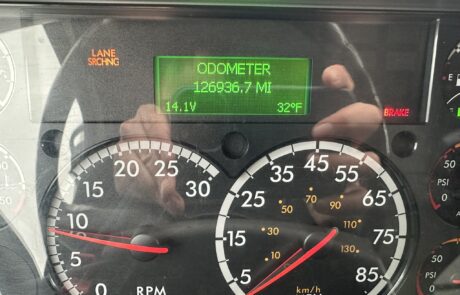 LANE
SRCHNG
ODOMETER
126936.7 MI
14.1V 32°F
BRAKE
E
PSI
PSI
0 5 10 15 20 25 30
RPM
5 15 25 35 45 55 65 75 85
10 30 50 70 90 110 130
km/h